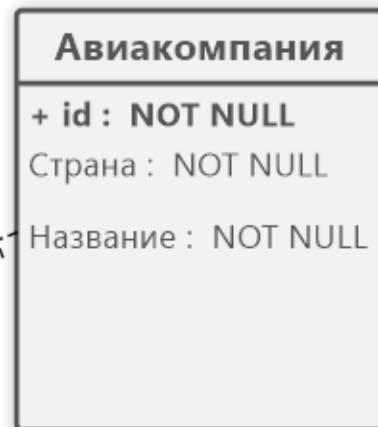 Авиакомпания
+ id : NOT NULL
Страна : NOT NULL
Название : NOT NULL